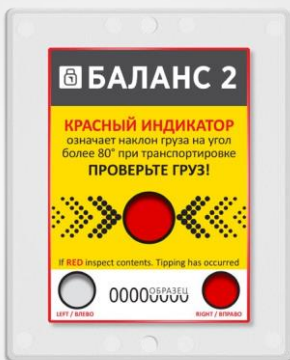 БАЛАНС 2
КРАСНЫЙ ИНДИКАТОР
означает наклон груза на угол
более 80° при транспортировке
ПРОВЕРЬТЕ ГРУЗ!
If RED inspect contents. Tipping has occurred
ОБРАЗЕЦ
00000000
LEFT / ВЛЕВО
RIGHT / ВПРАВО